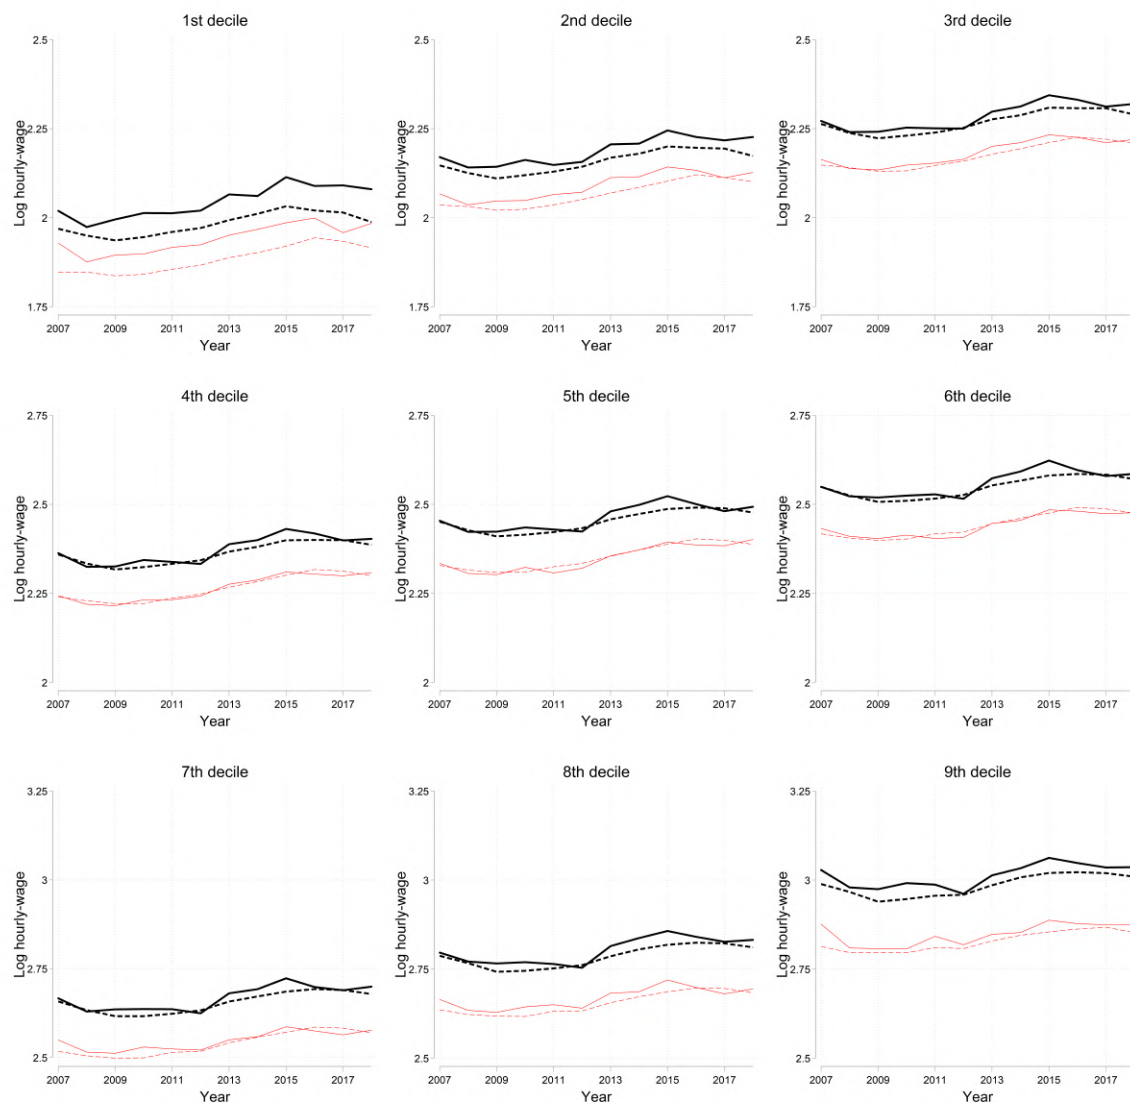 1st decile
2.5
2.25
2
1.75
Log hourly-wage
2007 2009 2011 2013 2015 2017
Year
2nd decile
2.5
2.25
2
1.75
Log hourly-wage
2007 2009 2011 2013 2015 2017
Year
3rd decile
2.5
2.25
2
1.75
Log hourly-wage
2007 2009 2011 2013 2015 2017
Year
4th decile
2.75
2.5
2.25
2
Log hourly-wage
2007 2009 2011 2013 2015 2017
Year
5th decile
2.75
2.5
2.25
2
Log hourly-wage
2007 2009 2011 2013 2015 2017
Year
6th decile
2.75
2.5
2.25
2
Log hourly-wage
2007 2009 2011 2013 2015 2017
Year
7th decile
3.25
3
2.75
2.5
Log hourly-wage
2007 2009 2011 2013 2015 2017
Year
8th decile
3.25
3
2.75
2.5
Log hourly-wage
2007 2009 2011 2013 2015 2017
Year
9th decile
3.25
3
2.75
2.5
Log hourly-wage
2007 2009 2011 2013 2015 2017
Year